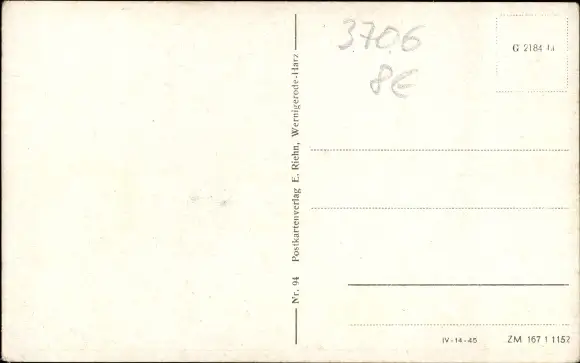 3706
8€
G 2184
Nr. 94 Postkartenverlag E. Riehn, Wernigerode-Harz
IV-14-45 ZM 167 1 1152